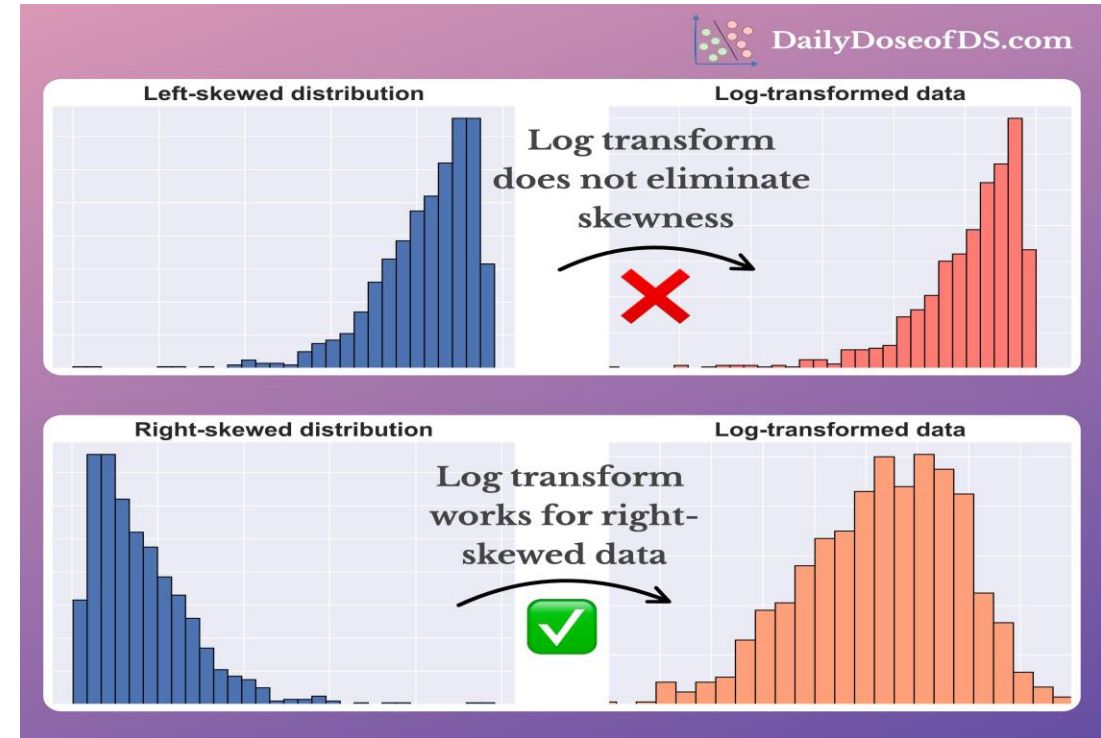 DailyDoseofDS.com
Left-skewed distribution
Log-transformed data
Log transform
does not eliminate
skewness
Right-skewed distribution
Log-transformed data
Log transform
works for right-
skewed data